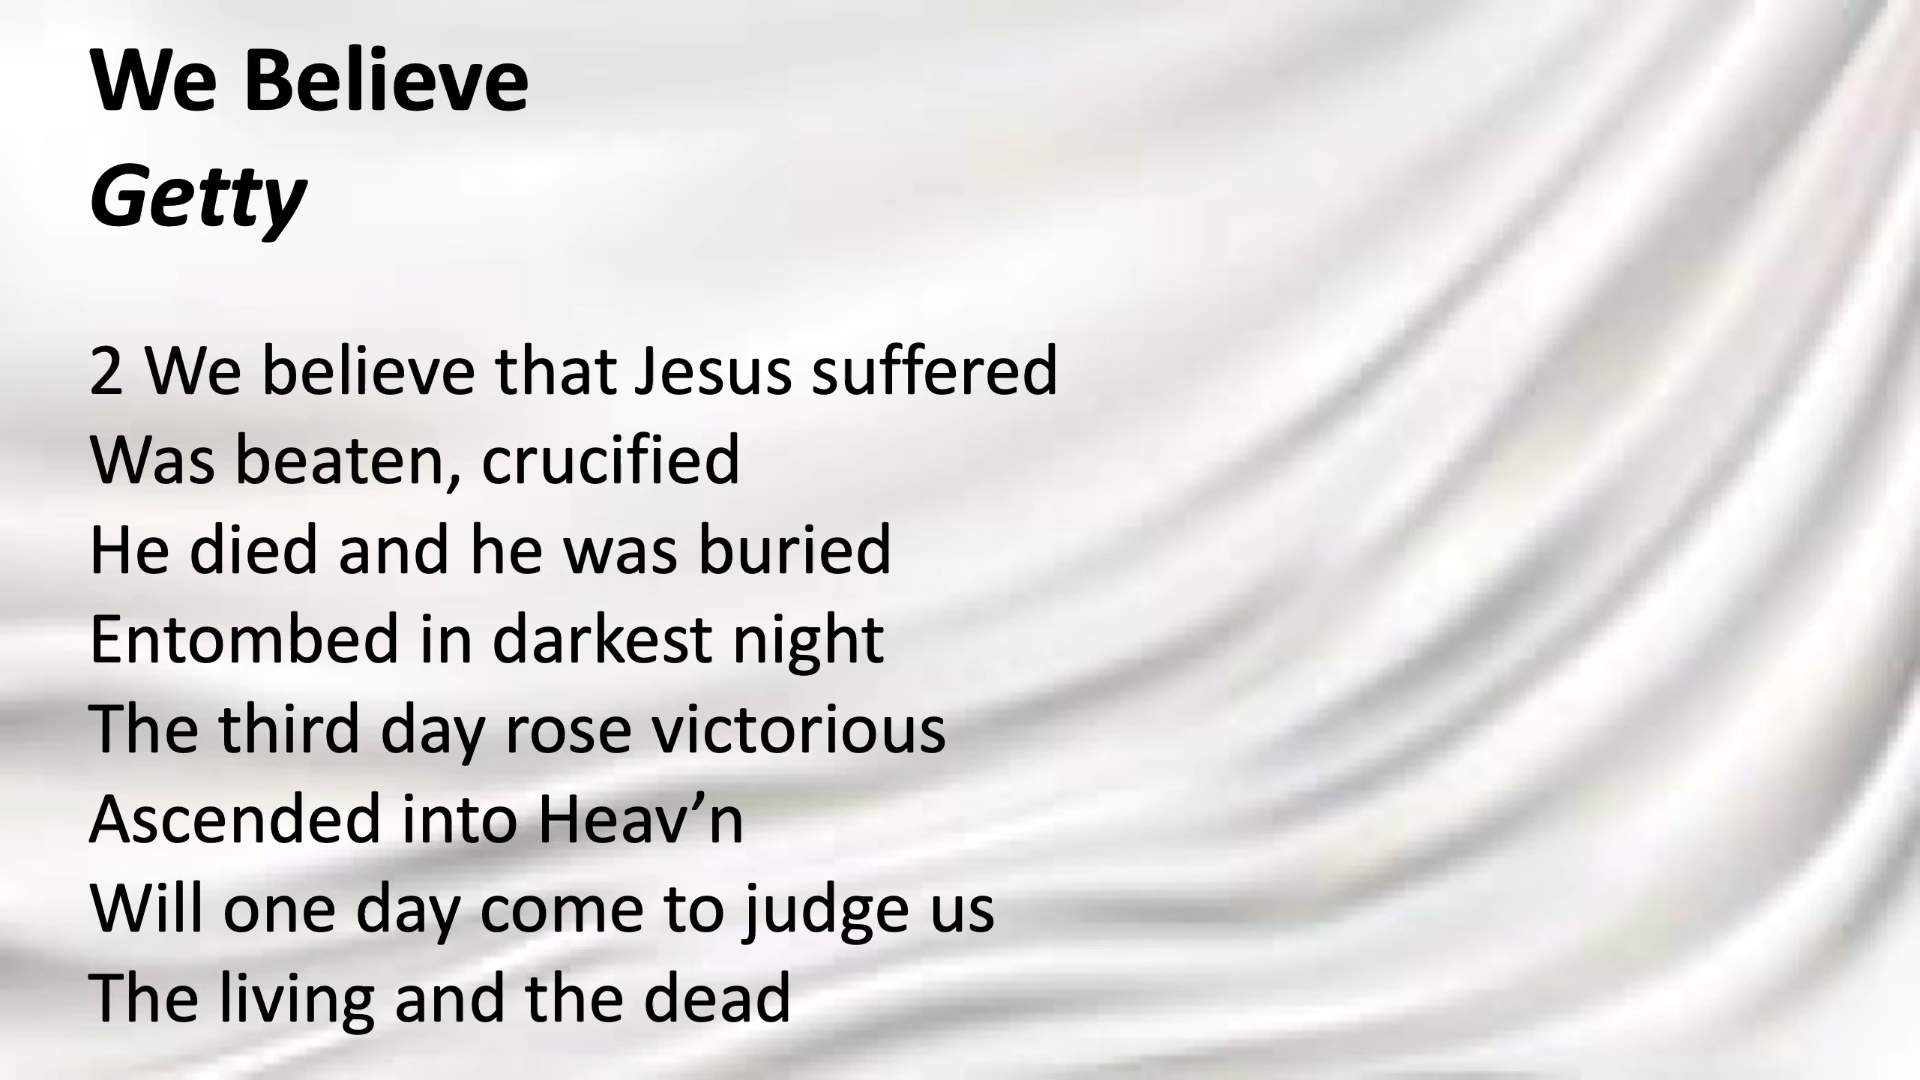 We Believe
Getty
2 We believe that Jesus suffered
Was beaten, crucified
He died and he was buried
Entombed in darkest night
The third day rose victorious
Ascended into Heav’n
Will one day come to judge us
The living and the dead